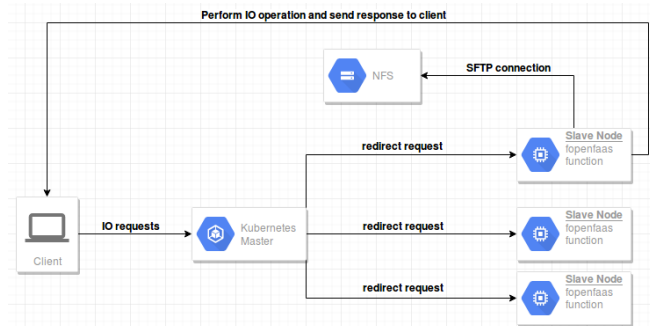 Perform IO operation and send response to client
NFS
SFTP connection
redirect request
Slave Node
fopenfaas
function
Client
IO requests
Kubernetes
Master
redirect request
Slave Node
fopenfaas
function
redirect request
Slave Node
fopenfaas
function